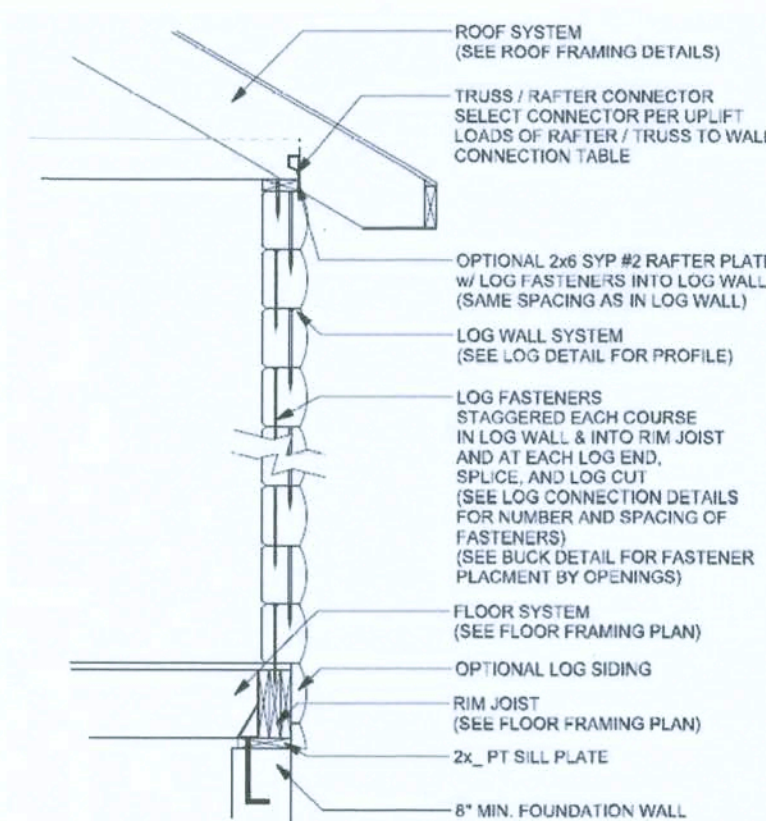 ROOF SYSTEM
(SEE ROOF FRAMING DETAILS)
TRUSS / RAFTER CONNECTOR
SELECT CONNECTOR PER UPLIFT
LOADS OF RAFTER / TRUSS TO WALL
CONNECTION TABLE
OPTIONAL 2x6 SYP #2 RAFTER PLATE
w/ LOG FASTENERS INTO LOG WALL
(SAME SPACING AS IN LOG WALL)
LOG WALL SYSTEM
(SEE LOG DETAIL FOR PROFILE)
LOG FASTENERS
STAGGERED EACH COURSE
IN LOG WALL & INTO RIM JOIST
AND AT EACH LOG END,
SPLICE, AND LOG CUT
(SEE LOG CONNECTION DETAILS
FOR NUMBER AND SPACING OF
FASTENERS)
(SEE BUCK DETAIL FOR FASTENER
PLACMENT BY OPENINGS)
FLOOR SYSTEM
(SEE FLOOR FRAMING PLAN)
OPTIONAL LOG SIDING
RIM JOIST
(SEE FLOOR FRAMING PLAN)
2x_ PT SILL PLATE
8" MIN. FOUNDATION WALL